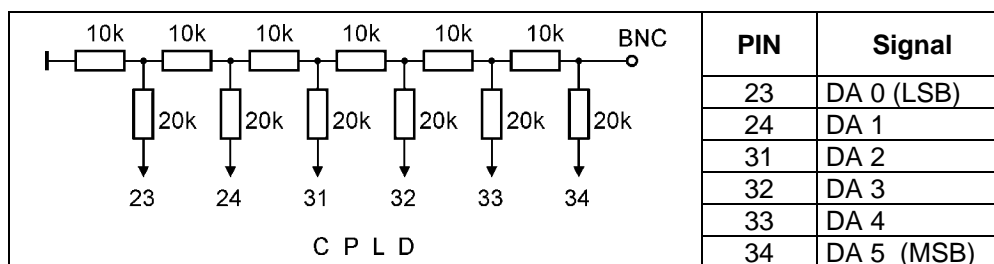 10k 10k 10k 10k 10k 10k BNC
20k 20k 20k 20k 20k 20k
23 24 31 32 33 34
C P L D
PIN Signal
23 DA 0 (LSB)
24 DA 1
31 DA 2
32 DA 3
33 DA 4
34 DA 5 (MSB)